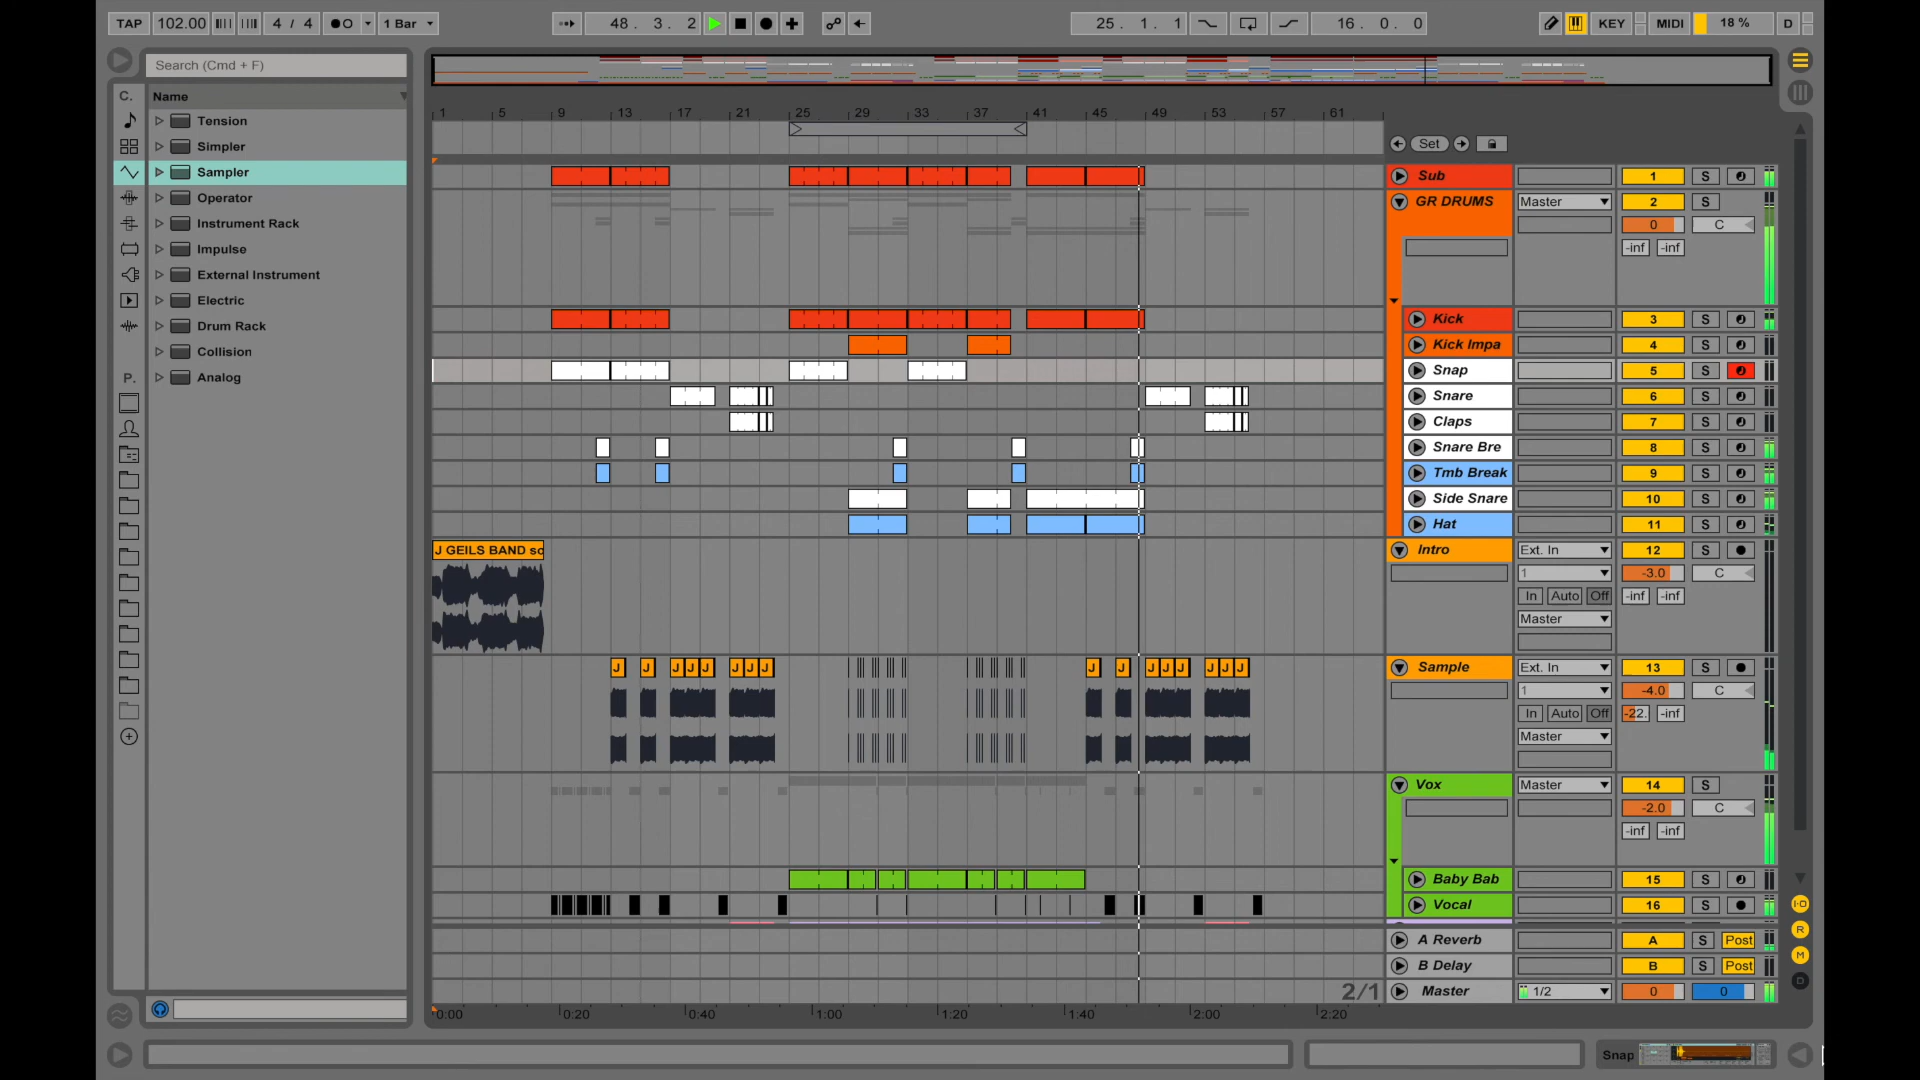 TAP 102.00 4 / 4 1 Bar 48. 3. 2 25. 1. 1 16. 0. 0 KEY MIDI 18 % D
Search (Cmd + F)
C. Name
Tension
Simpler
Sampler
Operator
Instrument Rack
Impulse
External Instrument
Electric
Drum Rack
Collision
Analog
P.
1 5 9 13 17 21 25 29 33 37 41 45 49 53 57 61
Set
Sub 1 S
GR DRUMS Master 2 S
0 C
-inf -inf
Kick 3 S
Kick Impa 4 S
Snap 5 S
Snare 6 S
Claps 7 S
Snare Bre 8 S
Tmb Break 9 S
Side Snare 10 S
Hat 11 S
J GEILS BAND sc Intro Ext. In 12 S
1 -3.0 C
In Auto Off -inf -inf
Master
J J J J J J J J J J J J J J J J Sample Ext. In 13 S
1 -4.0 C
In Auto Off -22. -inf
Master
Vox Master 14 S
-2.0 C
-inf -inf
Baby Bab 15 S
Vocal 16 S
I·O
A Reverb A S Post
R
M
B Delay B S Post
D
2/1 Master 1/2 0 0
0:00 0:20 0:40 1:00 1:20 1:40 2:00 2:20
Snap